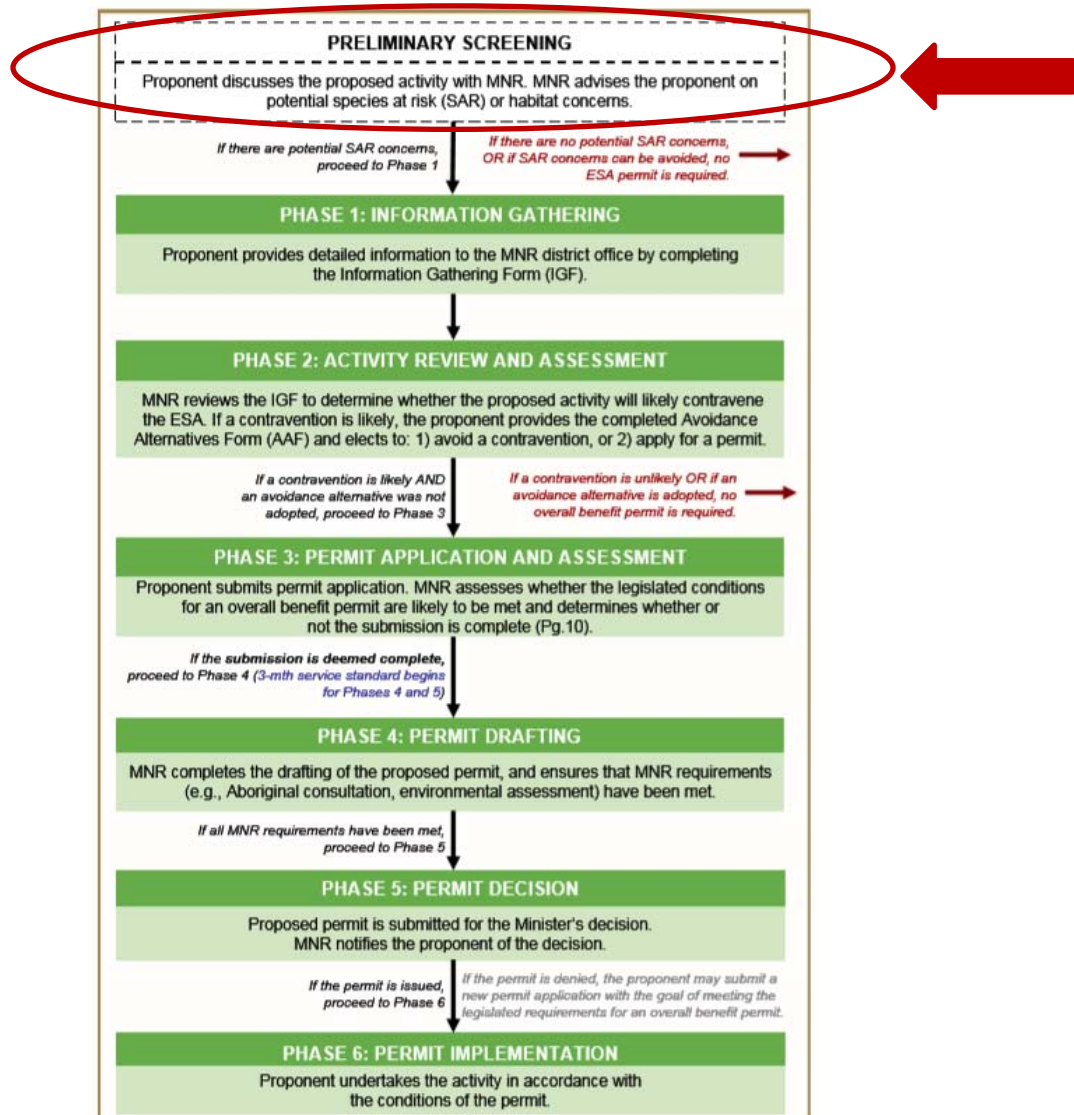 PRELIMINARY SCREENING
Proponent discusses the proposed activity with MNR. MNR advises the proponent on
potential species at risk (SAR) or habitat concerns.
If there are potential SAR concerns,
proceed to Phase 1
If there are no potential SAR concerns,
OR if SAR concerns can be avoided, no
ESA permit is required.
PHASE 1: INFORMATION GATHERING
Proponent provides detailed information to the MNR district office by completing
the Information Gathering Form (IGF).
PHASE 2: ACTIVITY REVIEW AND ASSESSMENT
MNR reviews the IGF to determine whether the proposed activity will likely contravene
the ESA. If a contravention is likely, the proponent provides the completed Avoidance
Alternatives Form (AAF) and elects to: 1) avoid a contravention, or 2) apply for a permit.
If a contravention is likely AND
an avoidance alternative was not
adopted, proceed to Phase 3
If a contravention is unlikely OR if an
avoidance alternative is adopted, no
overall benefit permit is required.
PHASE 3: PERMIT APPLICATION AND ASSESSMENT
Proponent submits permit application. MNR assesses whether the legislated conditions
for an overall benefit permit are likely to be met and determines whether or
not the submission is complete (Pg.10).
If the submission is deemed complete,
proceed to Phase 4 (3-mth service standard begins
for Phases 4 and 5)
PHASE 4: PERMIT DRAFTING
MNR completes the drafting of the proposed permit, and ensures that MNR requirements
(e.g., Aboriginal consultation, environmental assessment) have been met.
If all MNR requirements have been met,
proceed to Phase 5
PHASE 5: PERMIT DECISION
Proposed permit is submitted for the Minister's decision.
MNR notifies the proponent of the decision.
If the permit is issued,
proceed to Phase 6
If the permit is denied, the proponent may submit a
new permit application with the goal of meeting the
legislated requirements for an overall benefit permit.
PHASE 6: PERMIT IMPLEMENTATION
Proponent undertakes the activity in accordance with
the conditions of the permit.